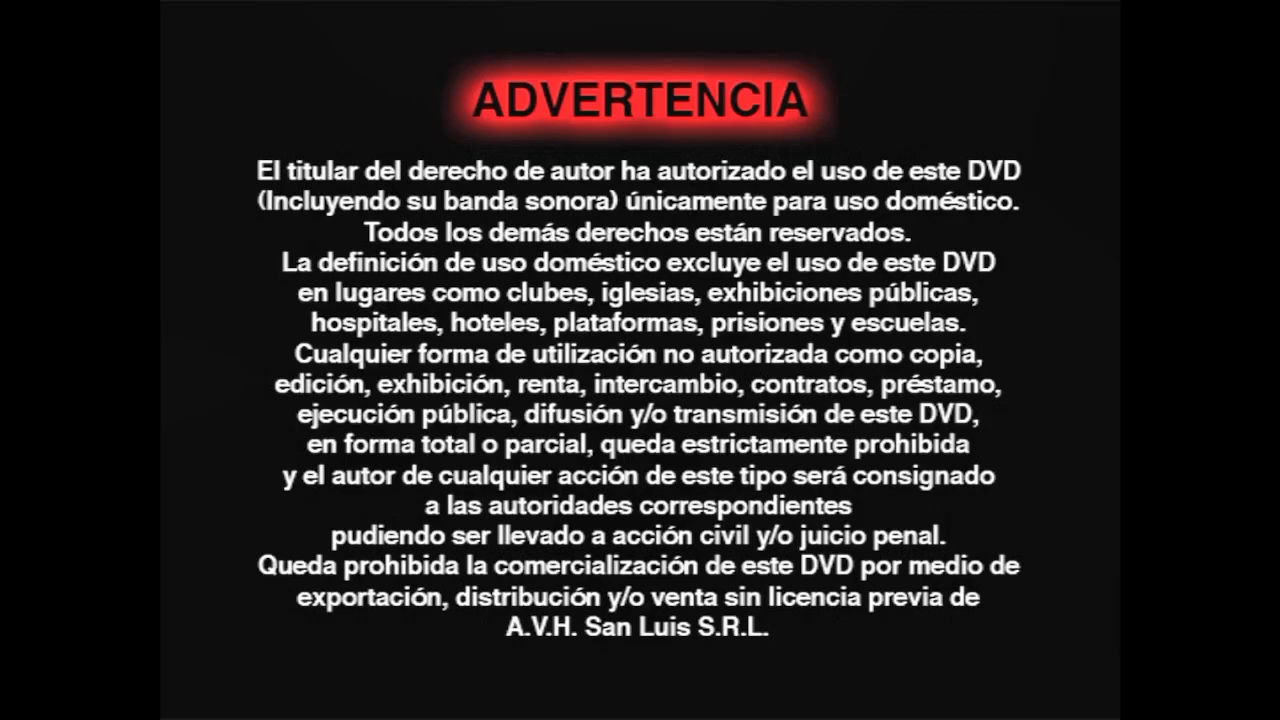 ADVERTENCIA
El titular del derecho de autor ha autorizado el uso de este DVD
(Incluyendo su banda sonora) únicamente para uso doméstico.
Todos los demás derechos están reservados.
La definición de uso doméstico excluye el uso de este DVD
en lugares como clubes, iglesias, exhibiciones públicas,
hospitales, hoteles, plataformas, prisiones y escuelas.
Cualquier forma de utilización no autorizada como copia,
edición, exhibición, renta, intercambio, contratos, préstamo,
ejecución pública, difusión y/o transmisión de este DVD,
en forma total o parcial, queda estrictamente prohibida
y el autor de cualquier acción de este tipo será consignado
a las autoridades correspondientes
pudiendo ser llevado a acción civil y/o juicio penal.
Queda prohibida la comercialización de este DVD por medio de
exportación, distribución y/o venta sin licencia previa de
A.V.H. San Luis S.R.L.